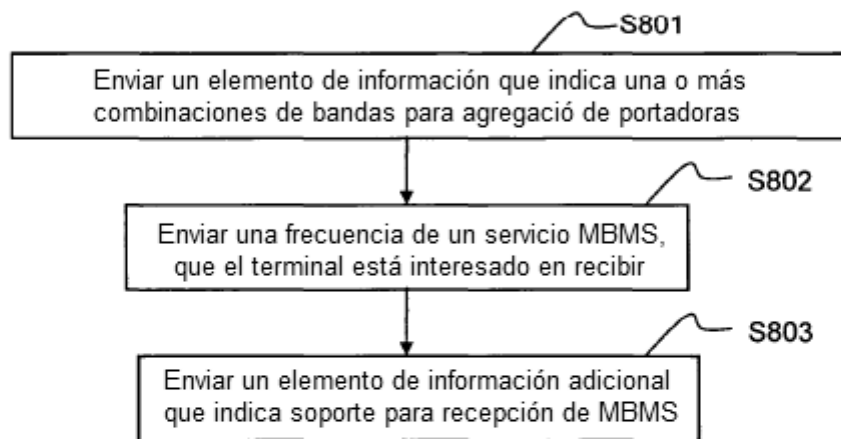 S801
Enviar un elemento de información que indica una o más
combinaciones de bandas para agregació de portadoras
S802
Enviar una frecuencia de un servicio MBMS,
que el terminal está interesado en recibir
S803
Enviar un elemento de información adicional
que indica soporte para recepción de MBMS